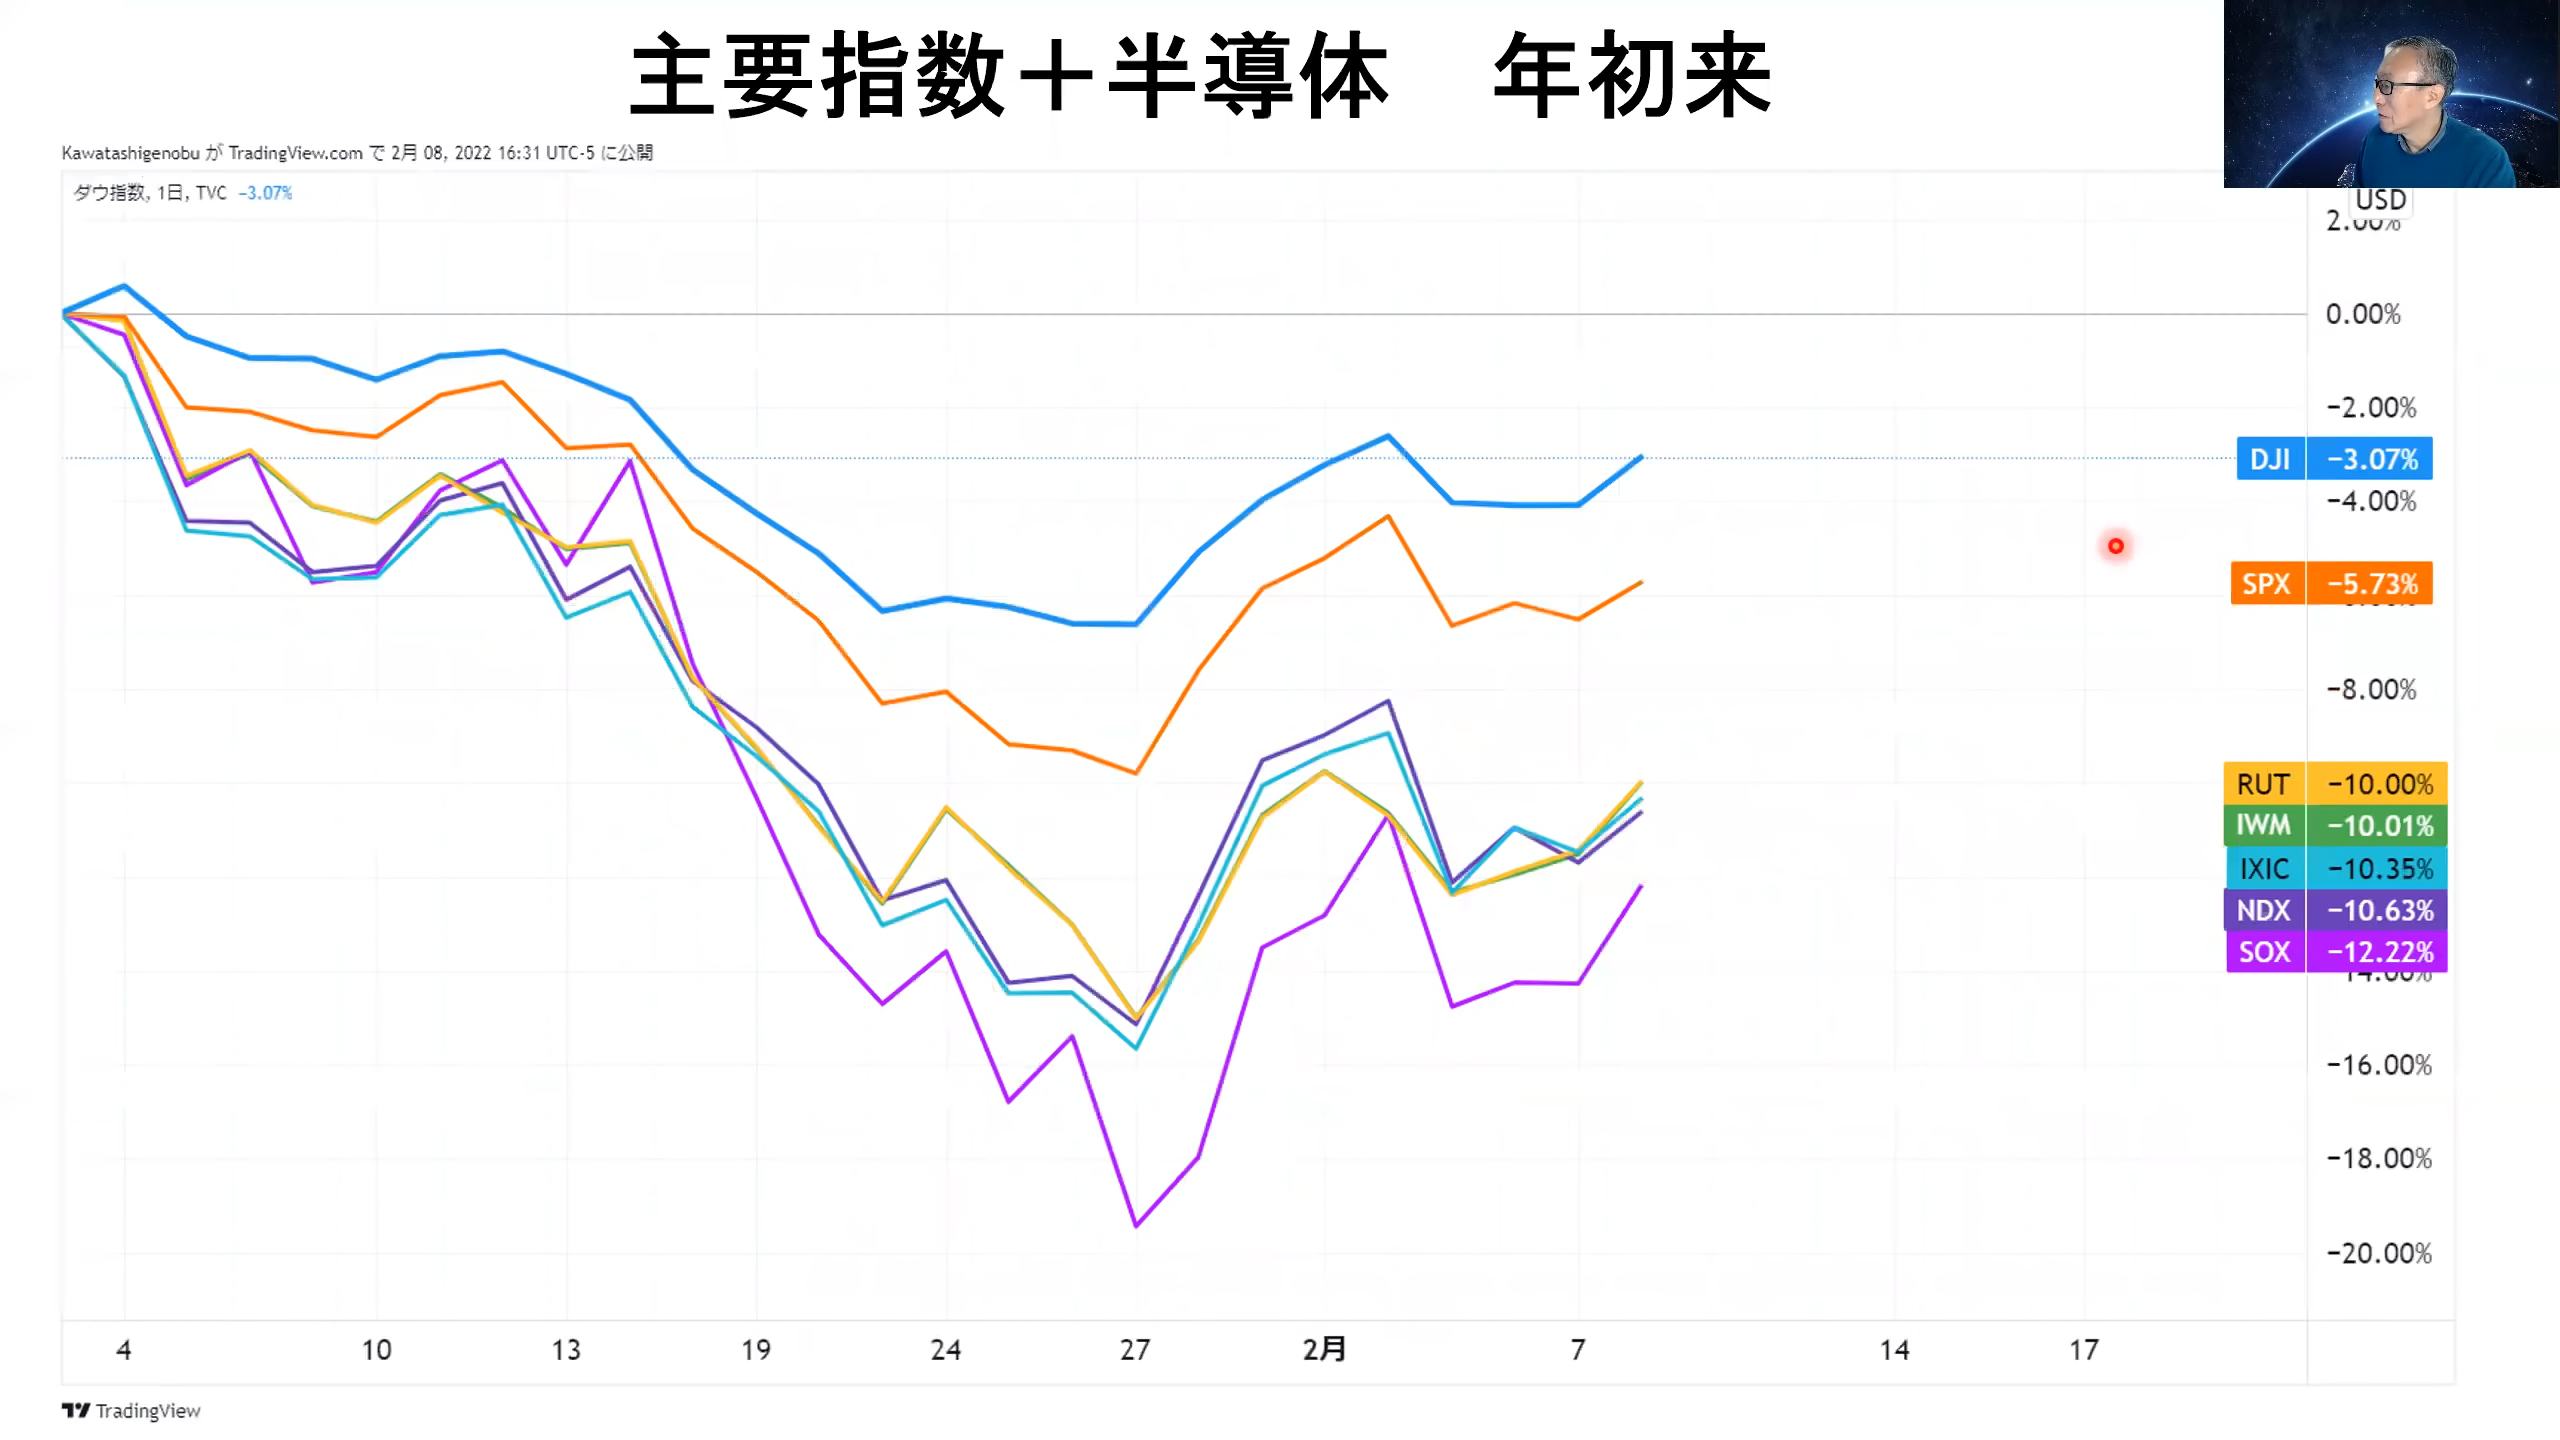 主要指数＋半導体　年初来
Kawatashigenobu が TradingView.com で 2月 08, 2022 16:31 UTC-5 に公開
ダウ指数, 1日, TVC −3.07%
USD
2.00%
0.00%
−2.00%
DJI −3.07%
−4.00%
SPX −5.73%
−8.00%
RUT −10.00%
IWM −10.01%
IXIC −10.35%
NDX −10.63%
SOX −12.22%
−14.00%
−16.00%
−18.00%
−20.00%
4 10 13 19 24 27 2月 7 14 17
TradingView